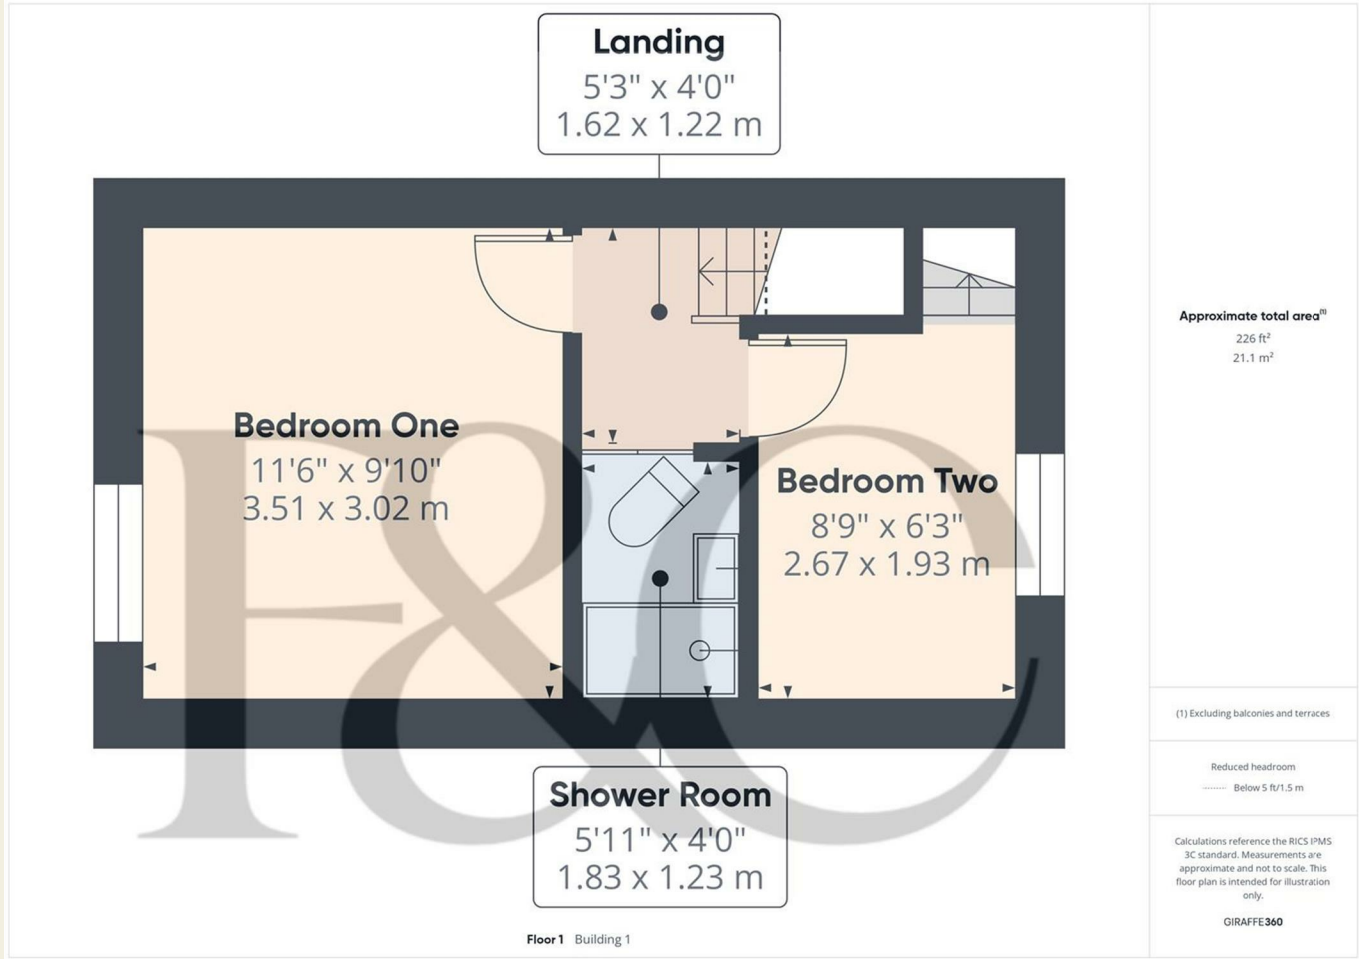 Landing
5'3" x 4'0"
1.62 x 1.22 m
Bedroom One
11'6" x 9'10"
3.51 x 3.02 m
Bedroom Two
8'9" x 6'3"
2.67 x 1.93 m
Shower Room
5'11" x 4'0"
1.83 x 1.23 m
F&C
Floor 1 Building 1
Approximate total area(1)
226 ft²
21.1 m²
(1) Excluding balconies and terraces
Reduced headroom
Below 5 ft/1.5 m
Calculations reference the RICS IPMS
3C standard. Measurements are
approximate and not to scale. This
floor plan is intended for illustration
only.
GIRAFFE360